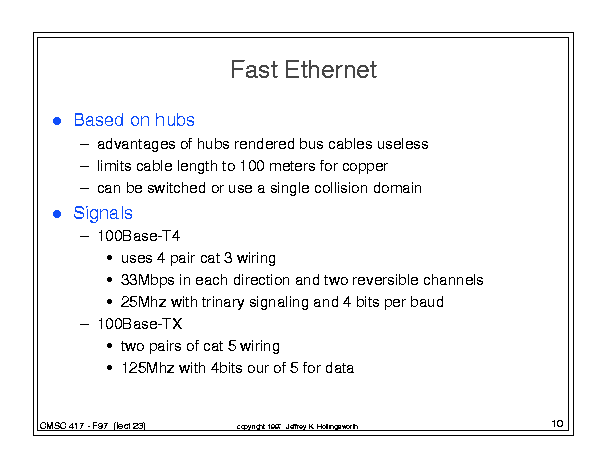 Fast Ethernet
● Based on hubs
– advantages of hubs rendered bus cables useless
– limits cable length to 100 meters for copper
– can be switched or use a single collision domain
● Signals
– 100Base-T4
• uses 4 pair cat 3 wiring
• 33Mbps in each direction and two reversible channels
• 25Mhz with trinary signaling and 4 bits per baud
– 100Base-TX
• two pairs of cat 5 wiring
• 125Mhz with 4bits our of 5 for data
CMSC 417 - F97 (lect 23)
copyright 1997 Jeffrey K. Hollingsworth
10